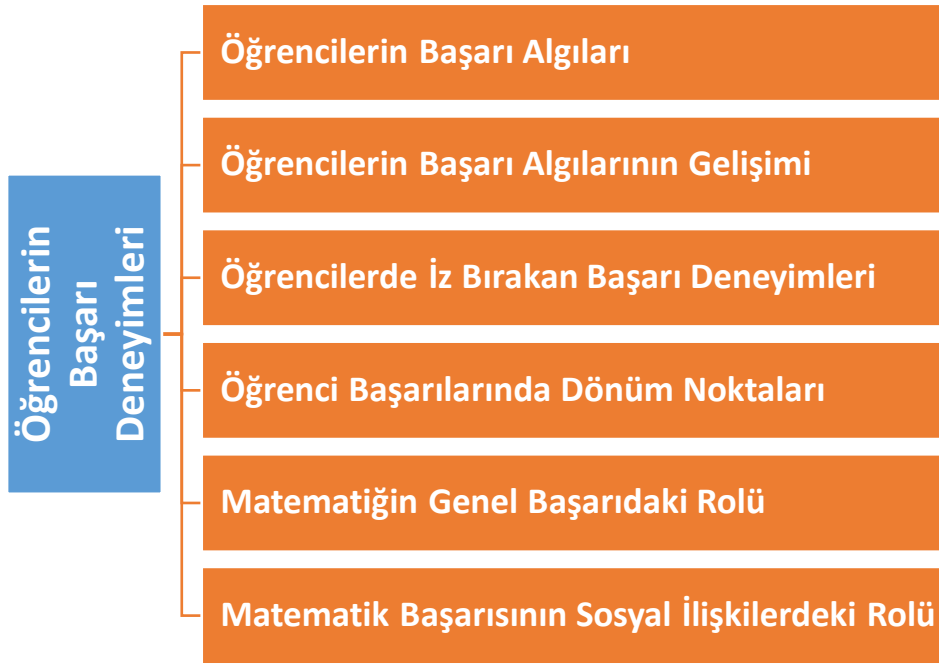 Öğrencilerin
Başarı
Deneyimleri
Öğrencilerin Başarı Algıları
Öğrencilerin Başarı Algılarının Gelişimi
Öğrencilerde İz Bırakan Başarı Deneyimleri
Öğrenci Başarılarında Dönüm Noktaları
Matematiğin Genel Başarıdaki Rolü
Matematik Başarısının Sosyal İlişkilerdeki Rolü